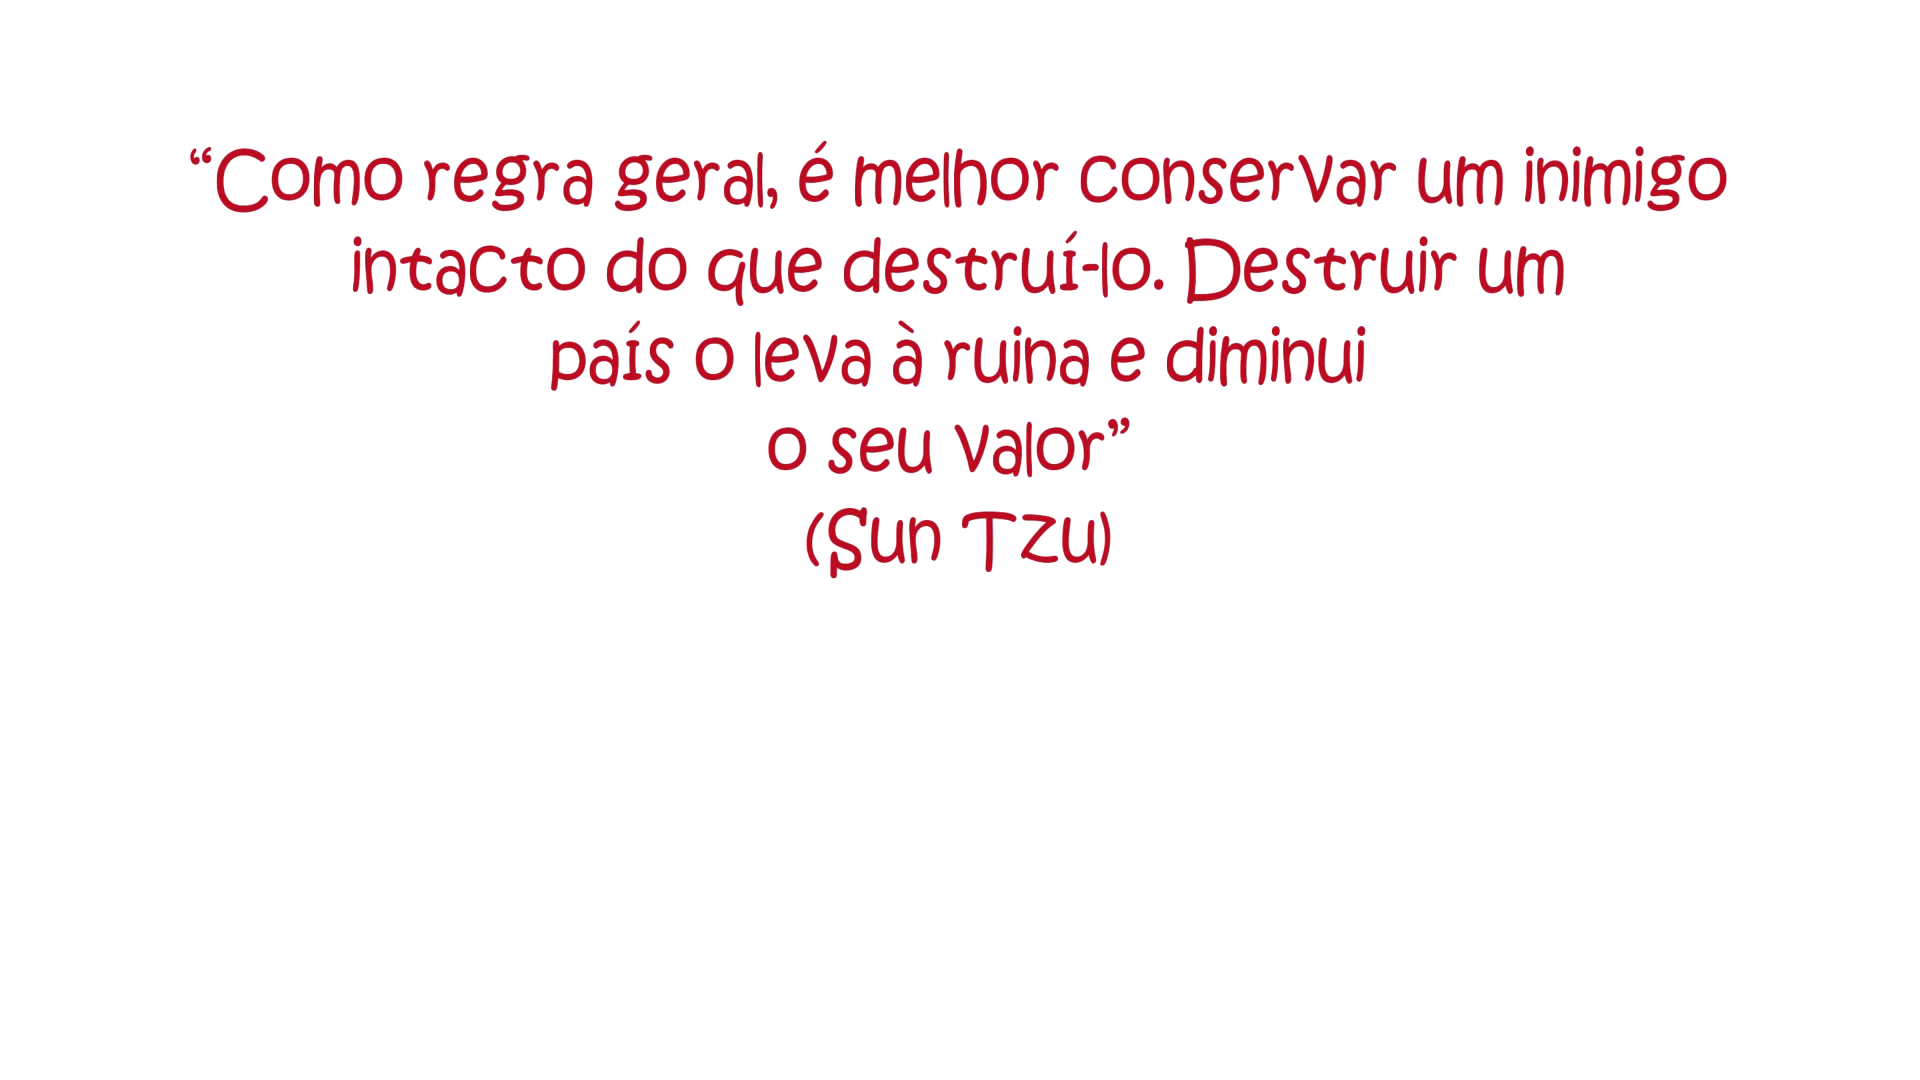 “Como regra geral, é melhor conservar um inimigo
intacto do que destruí-lo. Destruir um
país o leva à ruina e diminui
o seu valor”
(Sun Tzu)